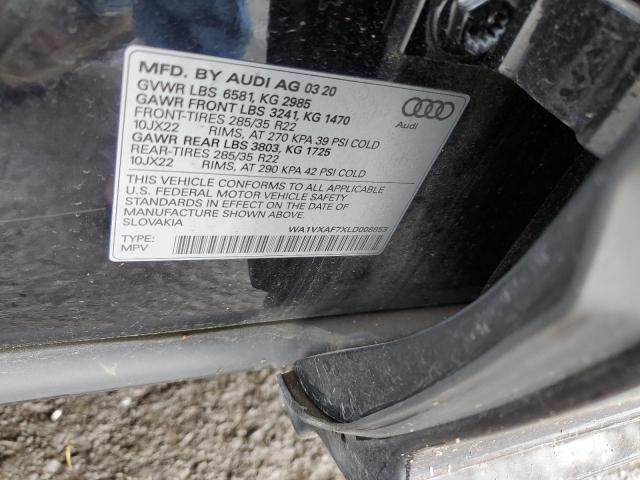 MFD. BY AUDI AG 03 20
GVWR LBS 6581, KG 2985
GAWR FRONT LBS 3241, KG 1470
FRONT-TIRES 285/35 R22
10JX22 RIMS, AT 270 KPA 39 PSI COLD
GAWR REAR LBS 3803, KG 1725
REAR-TIRES 285/35 R22
10JX22 RIMS, AT 290 KPA 42 PSI COLD
THIS VEHICLE CONFORMS TO ALL APPLICABLE
U.S. FEDERAL MOTOR VEHICLE SAFETY
STANDARDS IN EFFECT ON THE DATE OF
MANUFACTURE SHOWN ABOVE.
SLOVAKIA
WA1VXAF7XLD008853
TYPE:
MPV
Audi